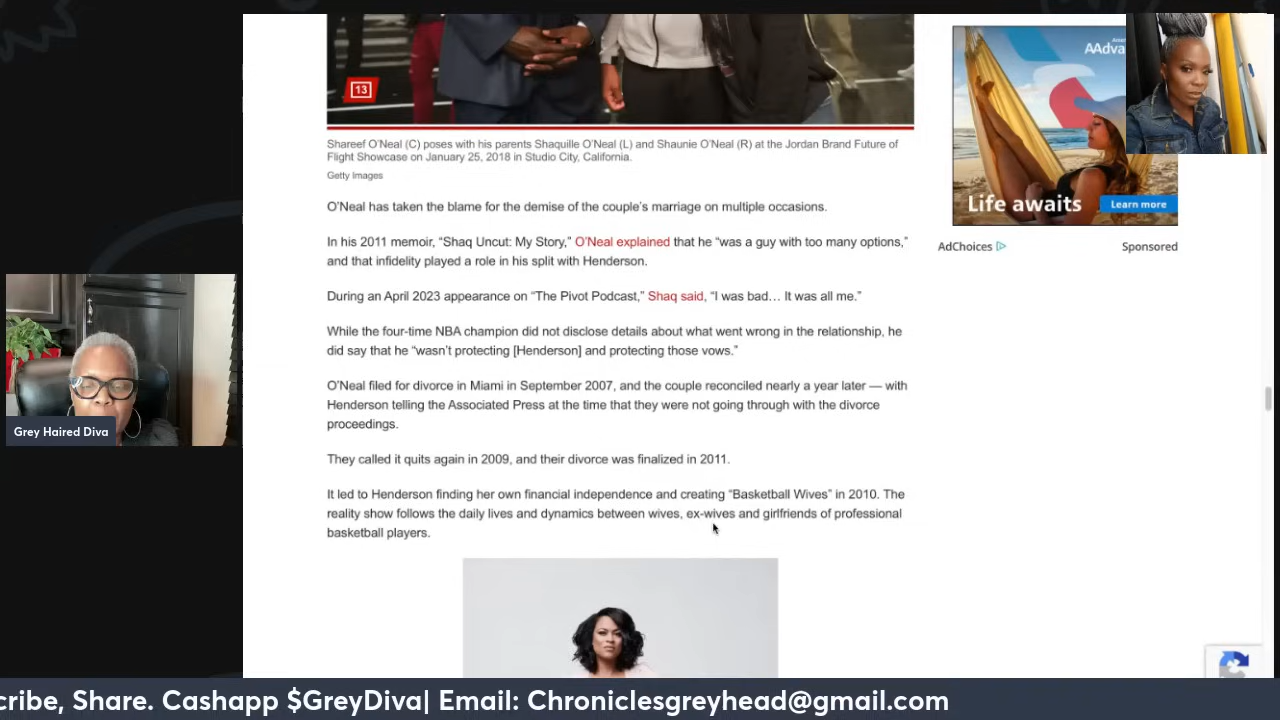 13
Shareef O'Neal (C) poses with his parents Shaquille O'Neal (L) and Shaunie O'Neal (R) at the Jordan Brand Future of
Flight Showcase on January 25, 2018 in Studio City, California.
Getty Images
O'Neal has taken the blame for the demise of the couple's marriage on multiple occasions.
In his 2011 memoir, “Shaq Uncut: My Story,” O'Neal explained that he “was a guy with too many options,”
and that infidelity played a role in his split with Henderson.
During an April 2023 appearance on “The Pivot Podcast,” Shaq said, “I was bad… It was all me.”
While the four-time NBA champion did not disclose details about what went wrong in the relationship, he
did say that he “wasn't protecting [Henderson] and protecting those vows.”
O'Neal filed for divorce in Miami in September 2007, and the couple reconciled nearly a year later — with
Henderson telling the Associated Press at the time that they were not going through with the divorce
proceedings.
They called it quits again in 2009, and their divorce was finalized in 2011.
It led to Henderson finding her own financial independence and creating “Basketball Wives” in 2010. The
reality show follows the daily lives and dynamics between wives, ex-wives and girlfriends of professional
basketball players.
AAdva
Life awaits
Learn more
AdChoices
Sponsored
Grey Haired Diva
cribe, Share. Cashapp $GreyDiva| Email: Chroniclesgreyhead@gmail.com